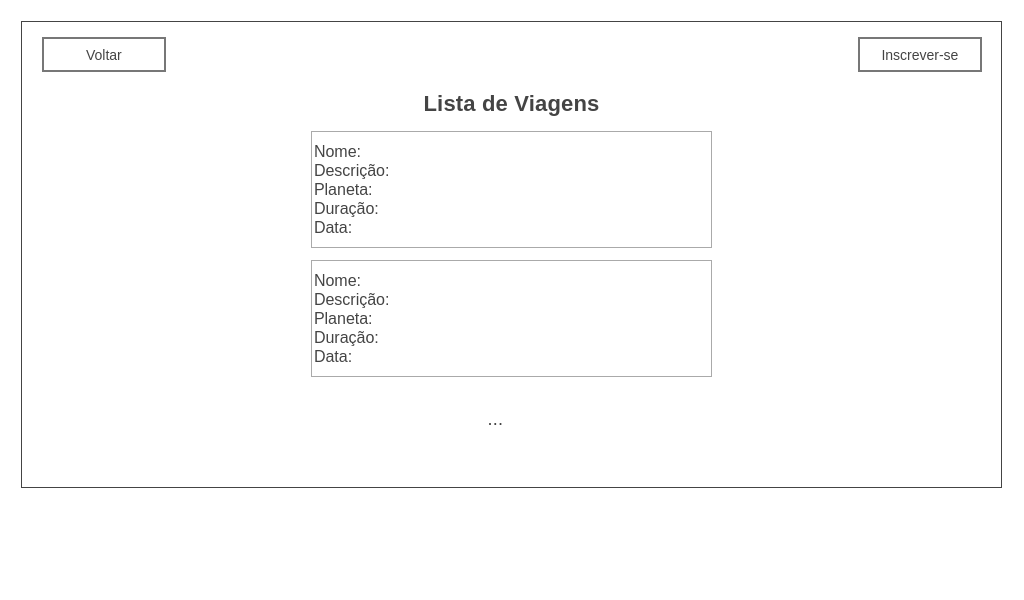 Voltar
Inscrever-se
Lista de Viagens
Nome:
Descrição:
Planeta:
Duração:
Data:
Nome:
Descrição:
Planeta:
Duração:
Data:
...